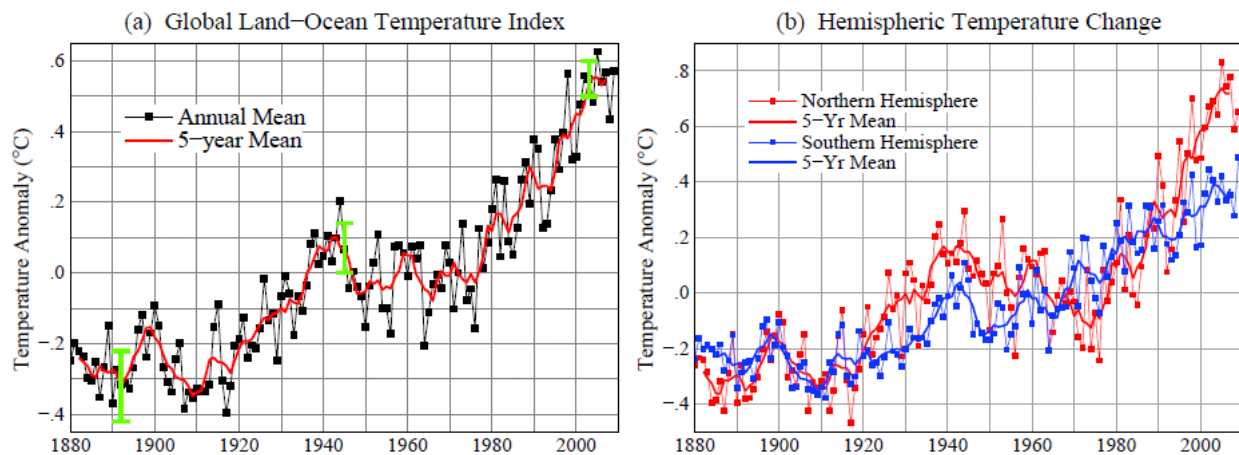 (a) Global Land−Ocean Temperature Index
Temperature Anomaly (°C)
.6
.4
.2
.0
−.2
−.4
Annual Mean
5−year Mean
1880 1900 1920 1940 1960 1980 2000
(b) Hemispheric Temperature Change
Temperature Anomaly (°C)
.8
.6
.4
.2
.0
−.2
−.4
Northern Hemisphere
5−Yr Mean
Southern Hemisphere
5−Yr Mean
1880 1900 1920 1940 1960 1980 2000